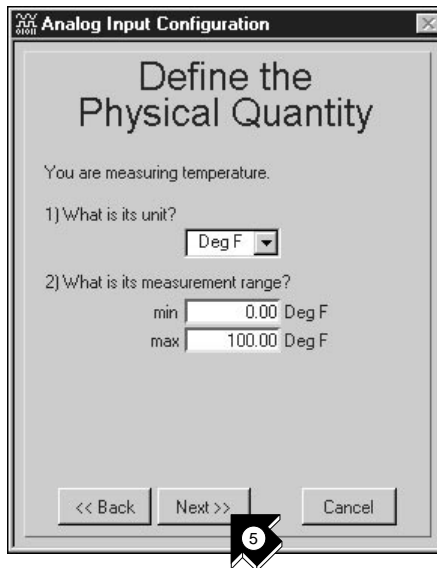 Analog Input Configuration
Define the
Physical Quantity
You are measuring temperature.
1) What is its unit?
Deg F
2) What is its measurement range?
min 0.00 Deg F
max 100.00 Deg F
<< Back Next >> Cancel
5